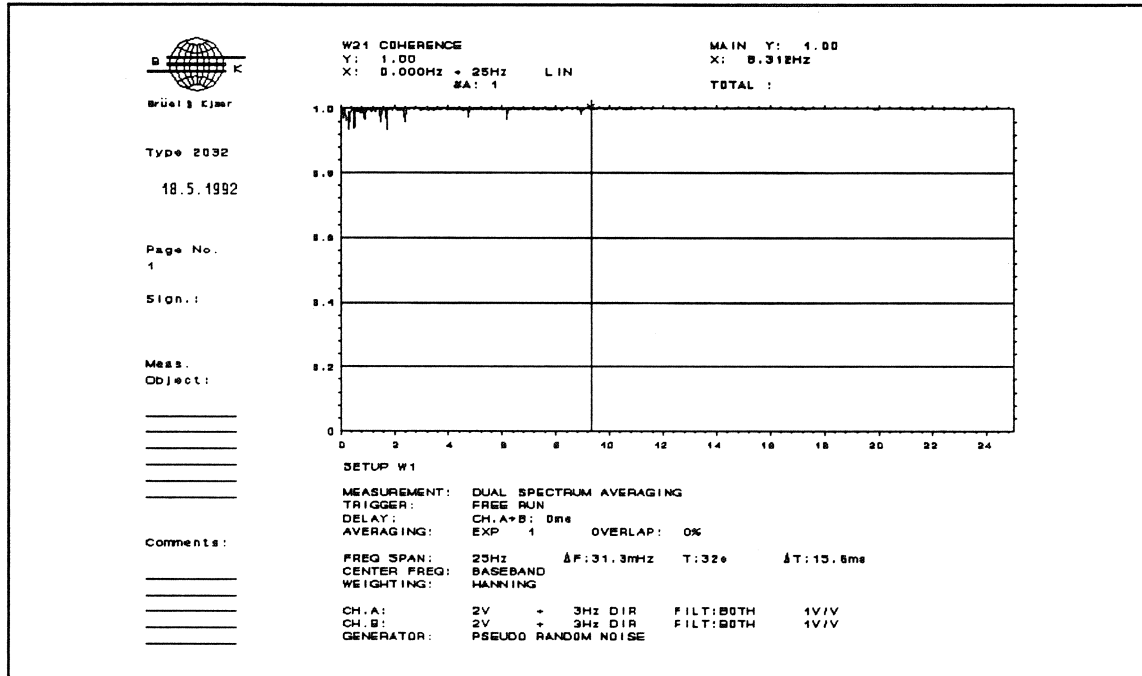 W21 COHERENCE
Y: 1.00
X: 0.000Hz + 25Hz LIN
#A: 1
MAIN Y: 1.00
X: 9.312Hz
TOTAL :
B K
Brüel & Kjær
Type 2032
18.5.1992
Page No.
1
Sign.:
Meas.
Object:
Comments:
1.0
0.8
0.6
0.4
0.2
0
0 2 4 6 8 10 12 14 16 18 20 22 24
SETUP W1
MEASUREMENT: DUAL SPECTRUM AVERAGING
TRIGGER: FREE RUN
DELAY: CH.A→B: 0ms
AVERAGING: EXP 1 OVERLAP: 0%
FREQ SPAN: 25Hz ΔF:31.3mHz T:32s ΔT:15.6ms
CENTER FREQ: BASEBAND
WEIGHTING: HANNING
CH.A: 2V + 3Hz DIR FILT:BOTH 1V/V
CH.B: 2V + 3Hz DIR FILT:BOTH 1V/V
GENERATOR: PSEUDO RANDOM NOISE